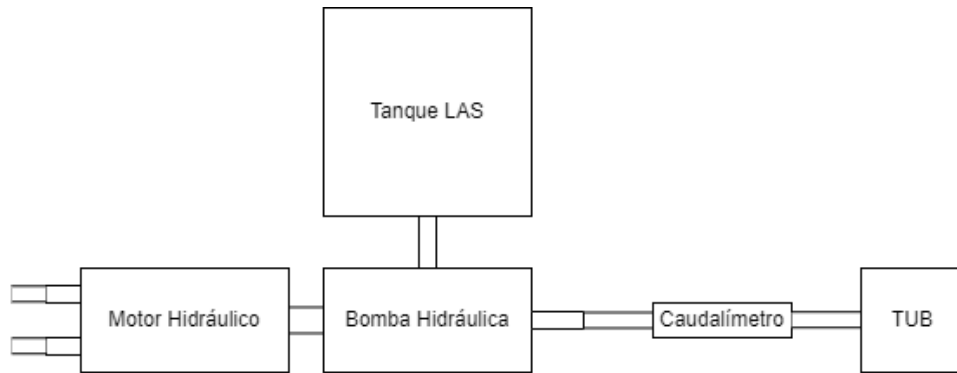 Tanque LAS
Motor Hidráulico
Bomba Hidráulica
Caudalímetro
TUB